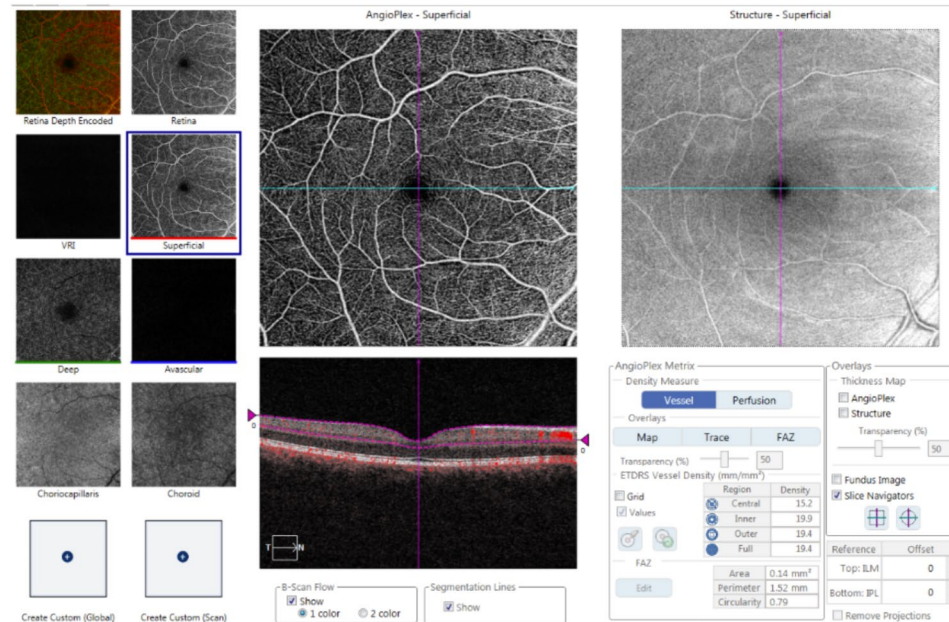 AngioPlex - Superficial
Structure - Superficial
Retina Depth Encoded
Retina
VRI
Superficial
Deep
Avascular
Choriocapillaris
Choroid
Create Custom (Global)
Create Custom (Scan)
0
0
T
N
B-Scan Flow
Show
1 color
2 color
Segmentation Lines
Show
AngioPlex Metrix
Density Measure
Vessel
Perfusion
Overlays
Map
Trace
FAZ
Transparency (%)
50
ETDRS Vessel Density (mm/mm²)
Grid
Values
Region Density
Central 15.2
Inner 19.9
Outer 19.4
Full 19.4
FAZ
Edit
Area 0.14 mm²
Perimeter 1.52 mm
Circularity 0.79
Overlays
Thickness Map
AngioPlex
Structure
Transparency (%)
50
Fundus Image
Slice Navigators
Reference Offset
Top: ILM 0
Bottom: IPL 0
Remove Projections